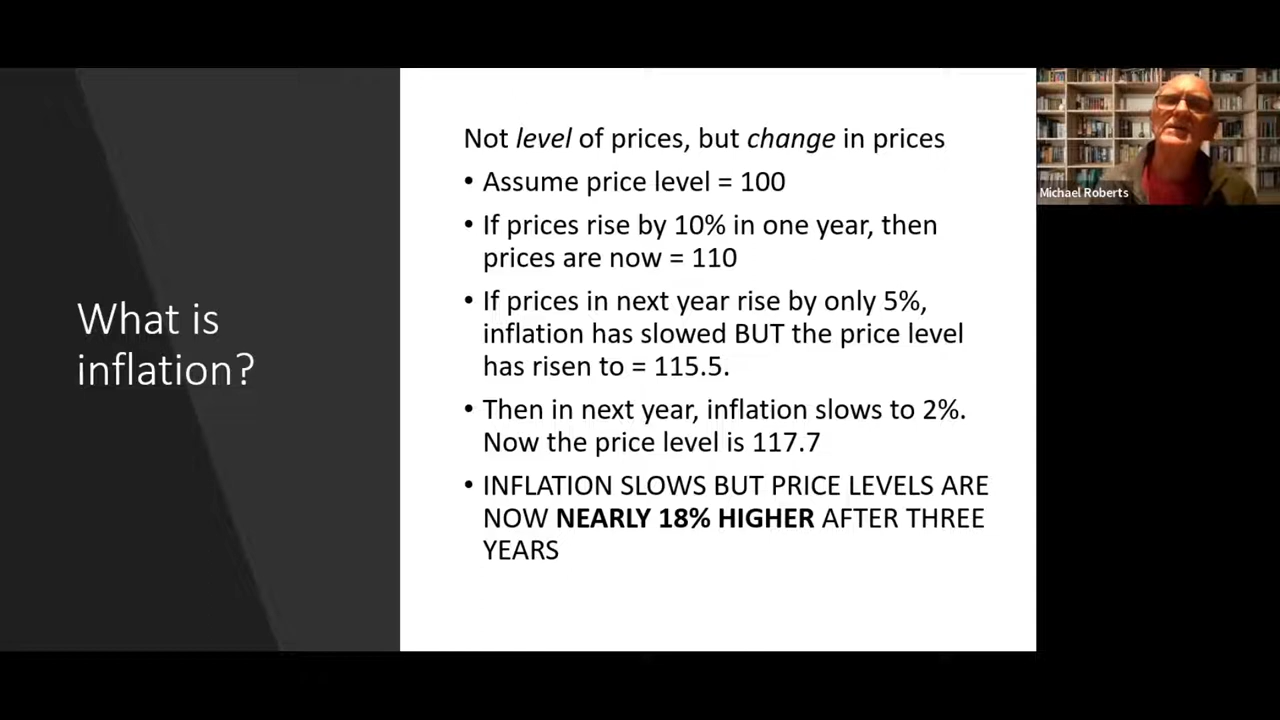 What is
inflation?
Not level of prices, but change in prices
• Assume price level = 100
• If prices rise by 10% in one year, then
prices are now = 110
• If prices in next year rise by only 5%,
inflation has slowed BUT the price level
has risen to = 115.5.
• Then in next year, inflation slows to 2%.
Now the price level is 117.7
• INFLATION SLOWS BUT PRICE LEVELS ARE
NOW NEARLY 18% HIGHER AFTER THREE
YEARS
Michael Roberts